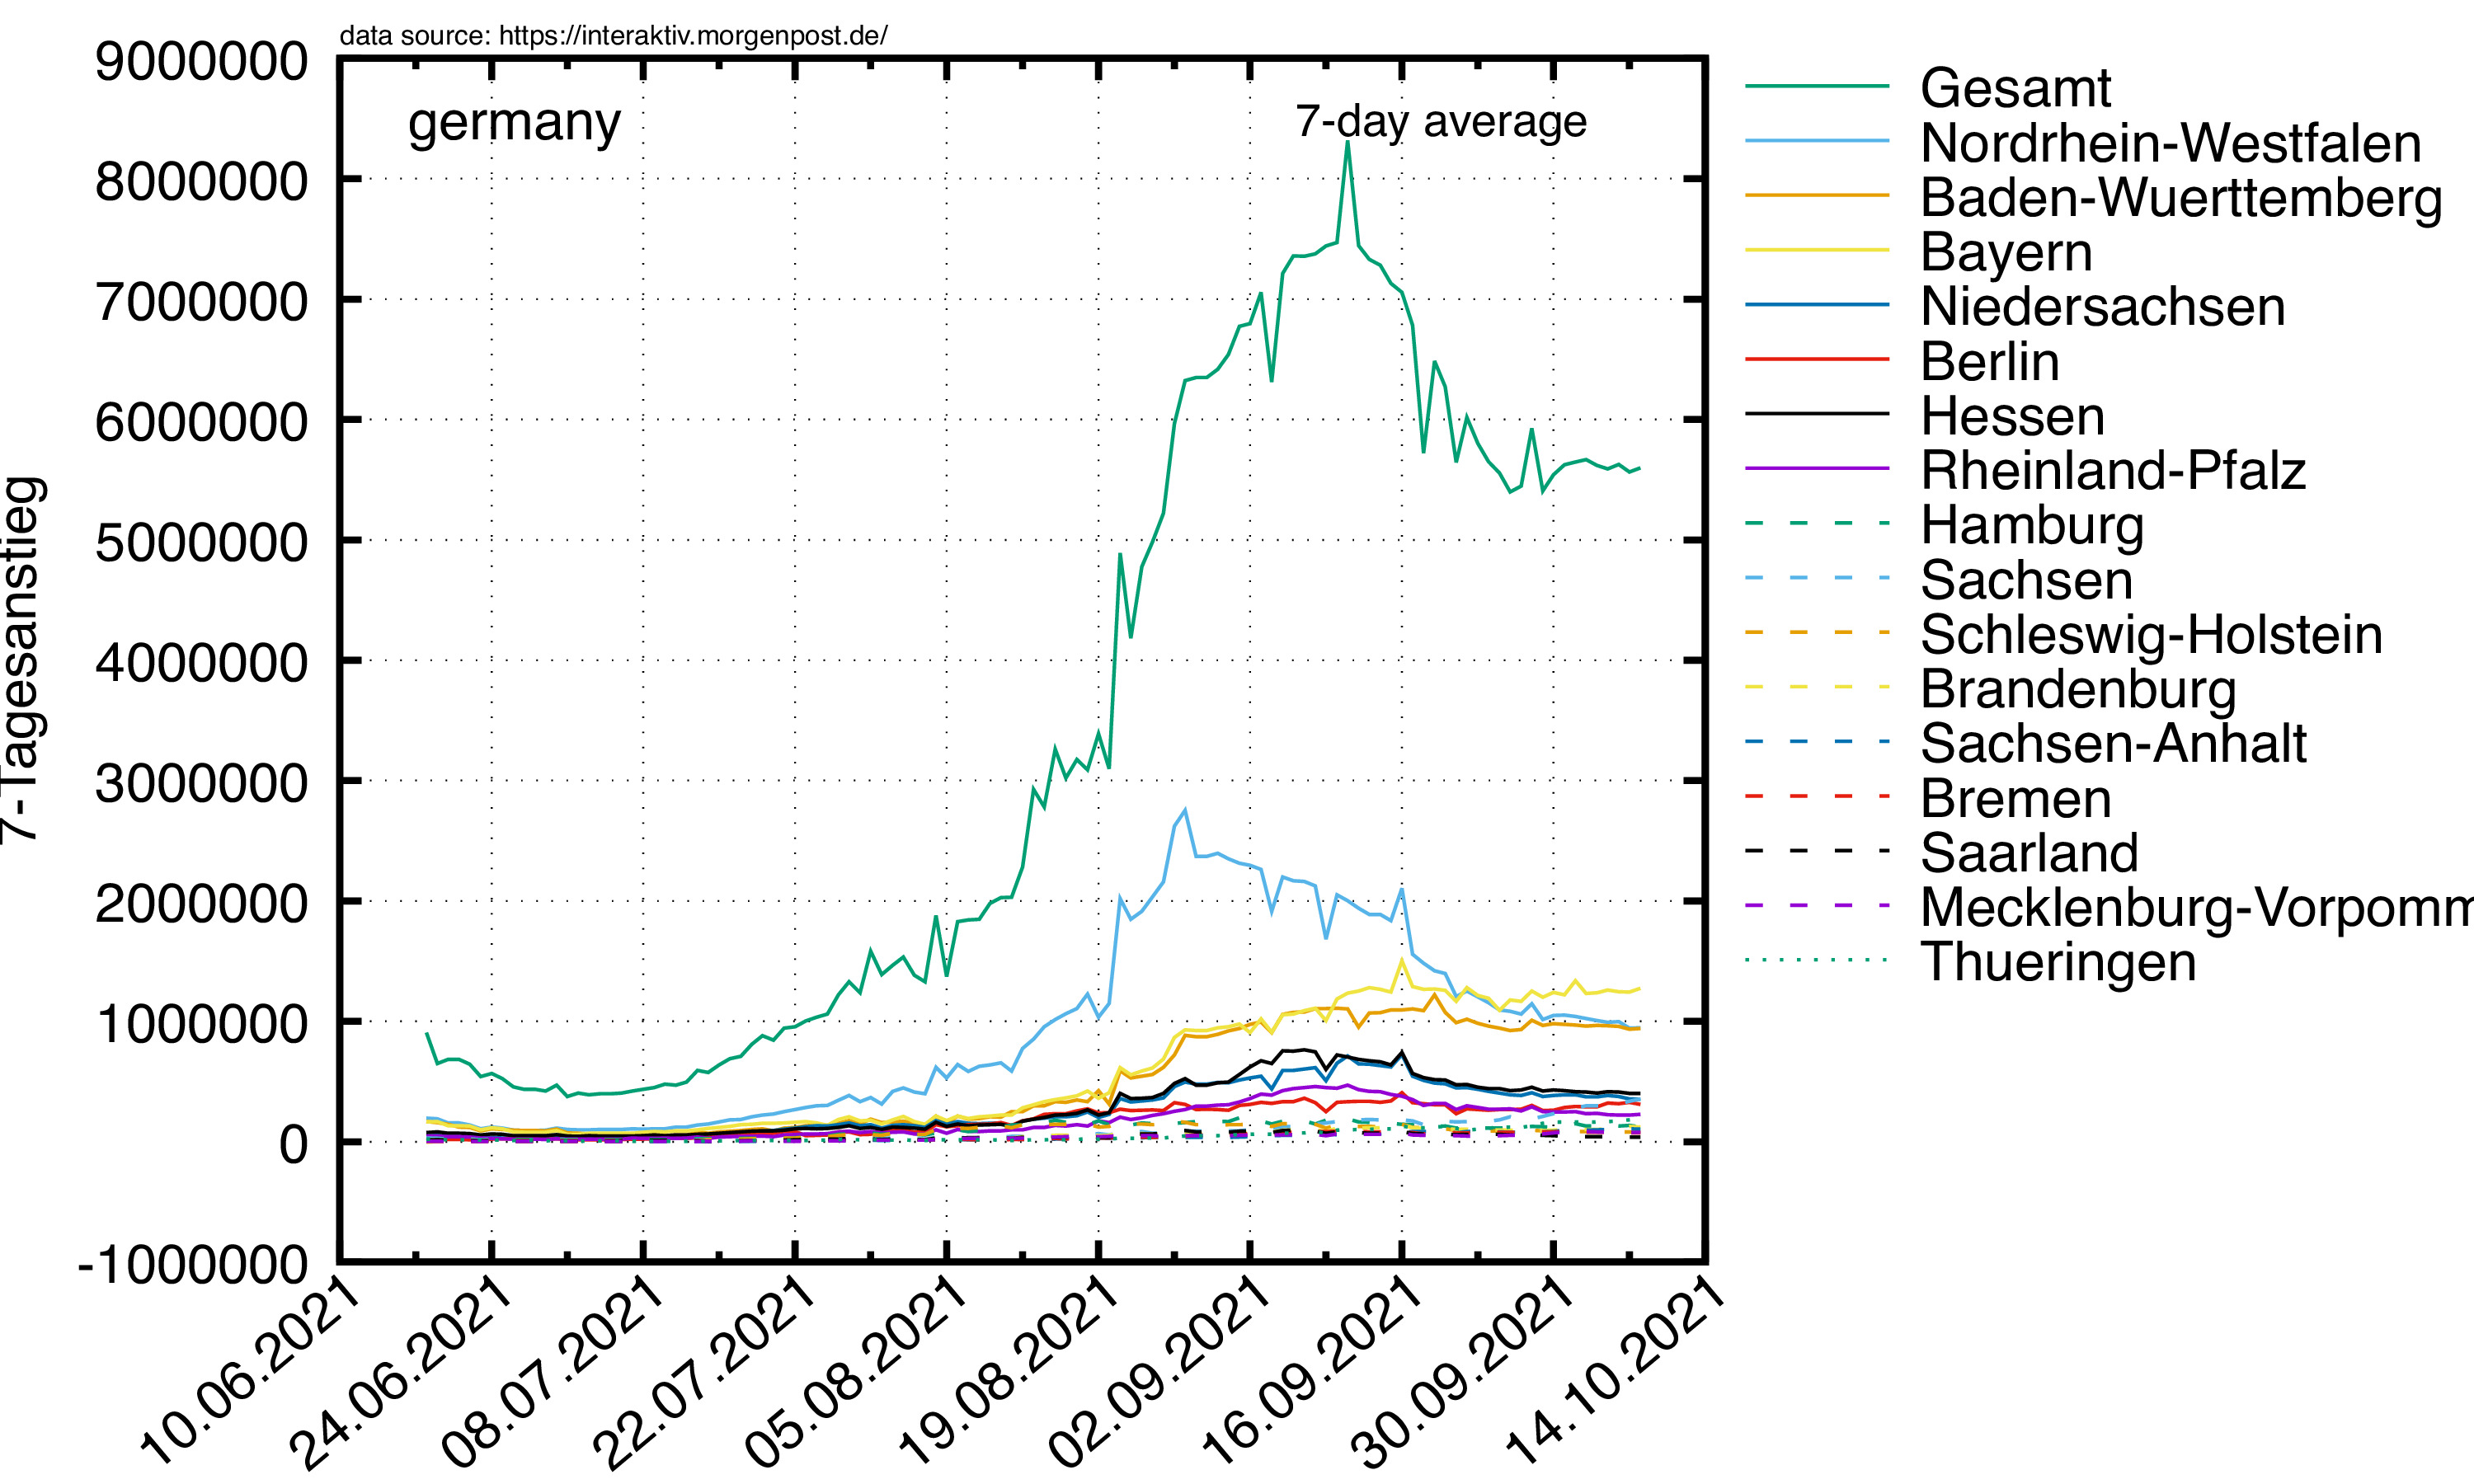 data source: https://interaktiv.morgenpost.de/
germany
7-day average
7-Tagesanstieg
9000000
8000000
7000000
6000000
5000000
4000000
3000000
2000000
1000000
0
-1000000
10.06.2021
24.06.2021
08.07.2021
22.07.2021
05.08.2021
19.08.2021
02.09.2021
16.09.2021
30.09.2021
14.10.2021
Gesamt
Nordrhein-Westfalen
Baden-Wuerttemberg
Bayern
Niedersachsen
Berlin
Hessen
Rheinland-Pfalz
Hamburg
Sachsen
Schleswig-Holstein
Brandenburg
Sachsen-Anhalt
Bremen
Saarland
Mecklenburg-Vorpomm
Thueringen